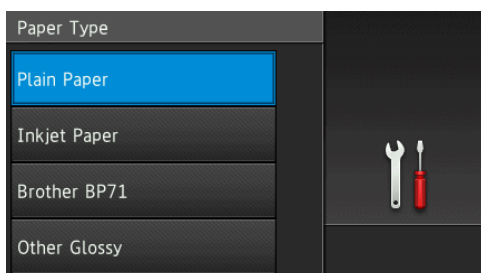 Paper Type
Plain Paper
Inkjet Paper
Brother BP71
Other Glossy